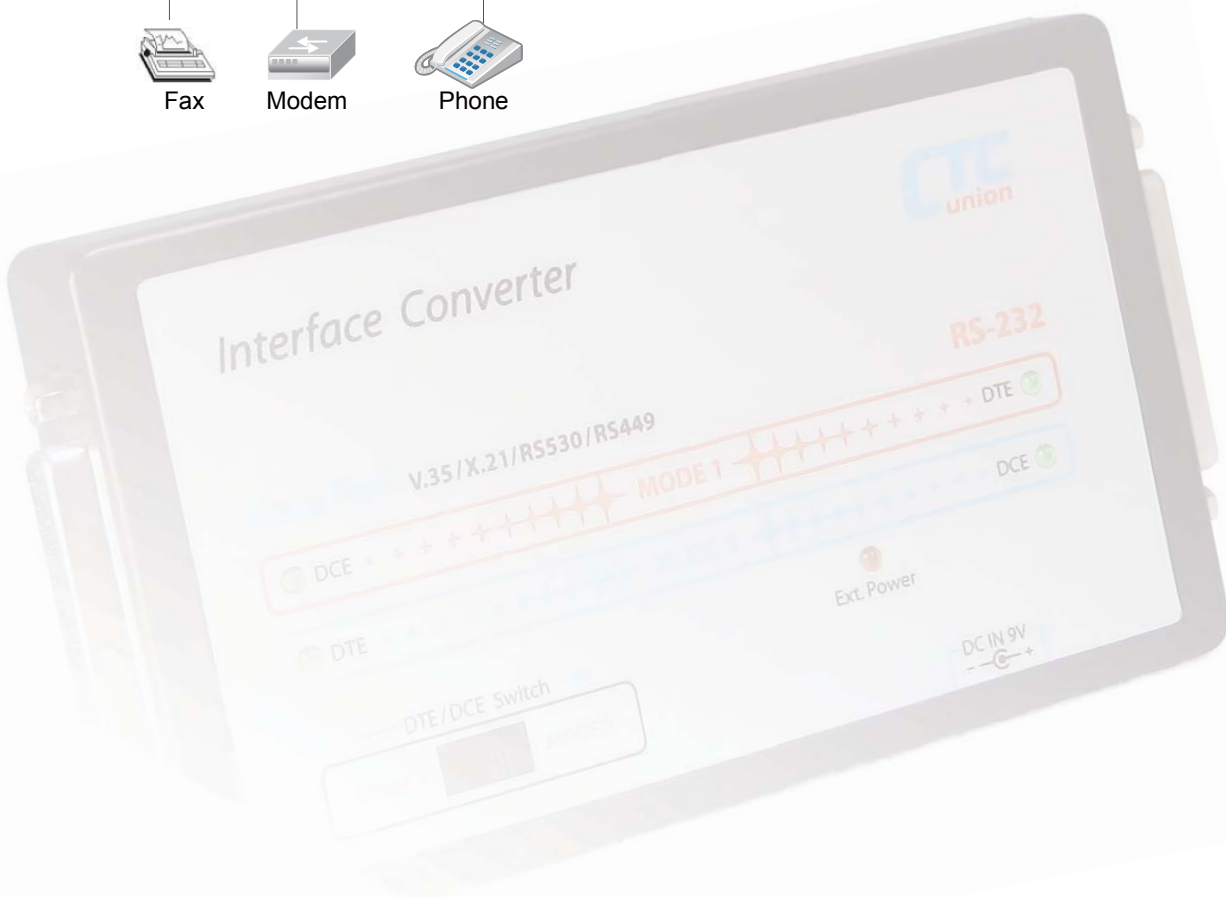 Fax Modem Phone
CTC
union
Interface Converter
RS-232
V.35/X.21/RS530/RS449
DTE
MODE 1
DCE
DCE
DTE
Ext. Power
DC IN 9V
- +
DTE/DCE Switch